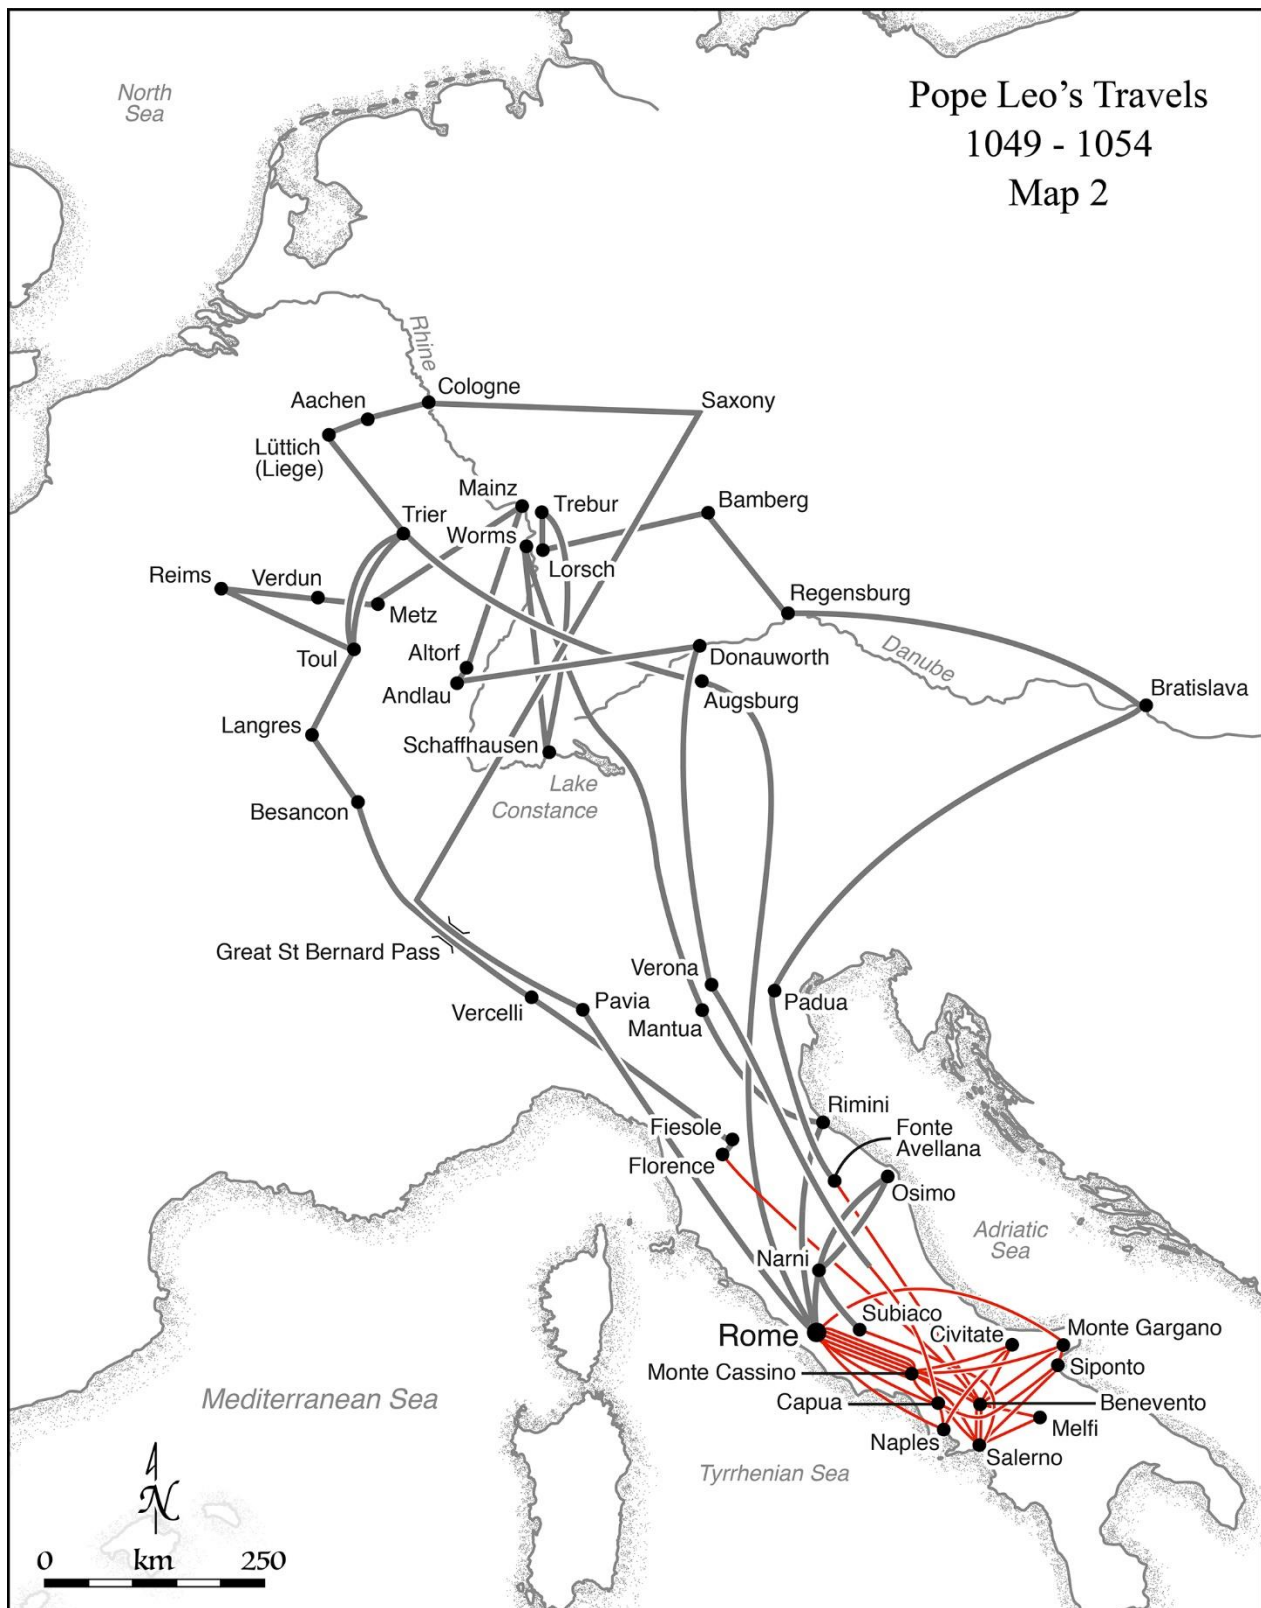 Pope Leo's Travels
1049 - 1054
Map 2
North
Sea
Rhine
Cologne
Saxony
Aachen
Lüttich
(Liege)
Mainz
Trebur
Bamberg
Trier
Worms
Lorsch
Reims
Verdun
Metz
Regensburg
Toul
Altorf
Donauworth
Danube
Andlau
Augsburg
Bratislava
Langres
Schaffhausen
Lake
Constance
Besancon
Great St Bernard Pass
Verona
Vercelli
Pavia
Mantua
Padua
Rimini
Fiesole
Fonte
Avellana
Florence
Osimo
Adriatic
Sea
Narni
Subiaco
Rome
Civitate
Monte Gargano
Monte Cassino
Siponto
Mediterranean Sea
Capua
Benevento
Naples
Melfi
Salerno
Tyrrhenian Sea
N
0 km 250